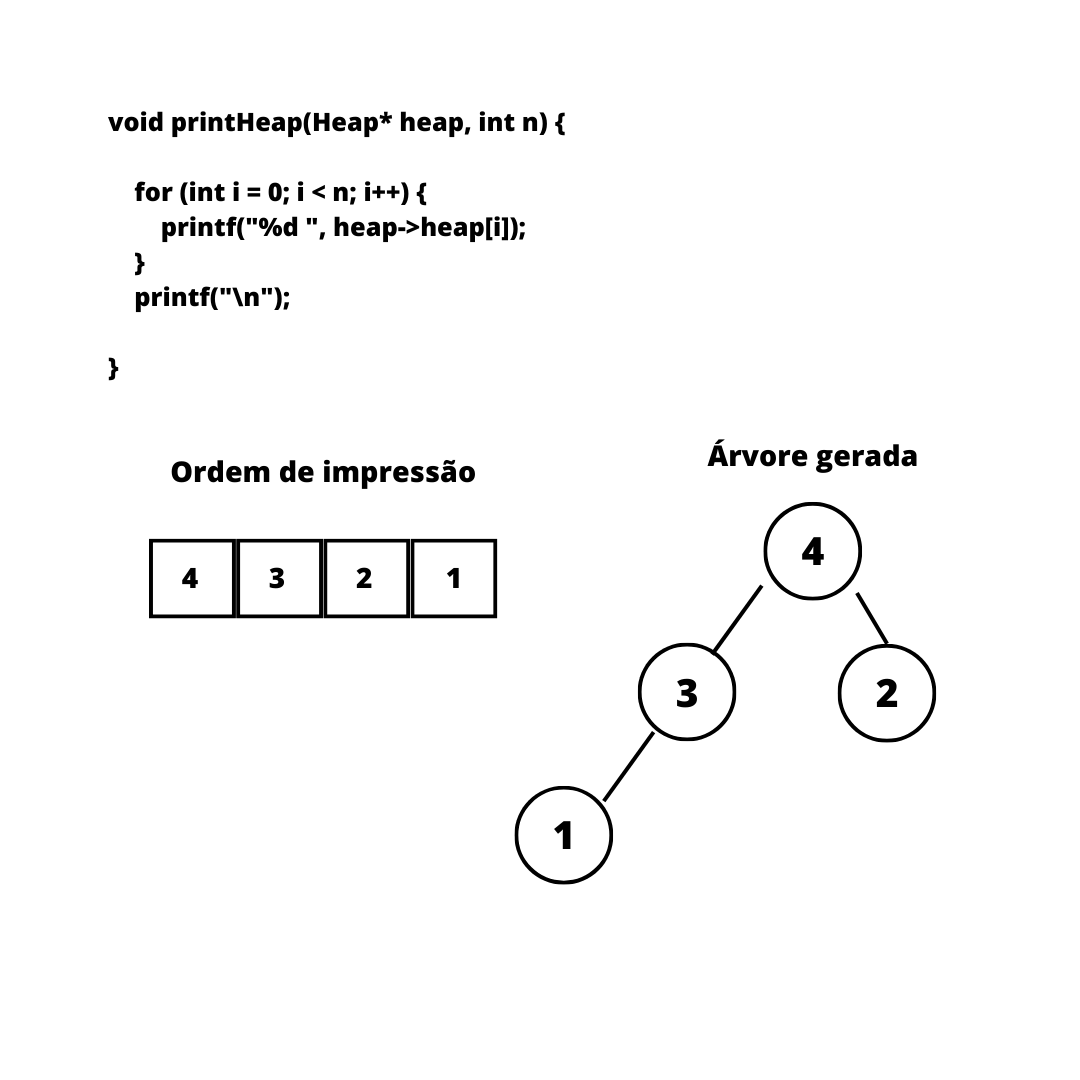 void printHeap(Heap* heap, int n) {
for (int i = 0; i < n; i++) {
printf("%d ", heap->heap[i]);
}
printf("\n");
}
Ordem de impressão
4 3 2 1
Árvore gerada
4
3 2
1